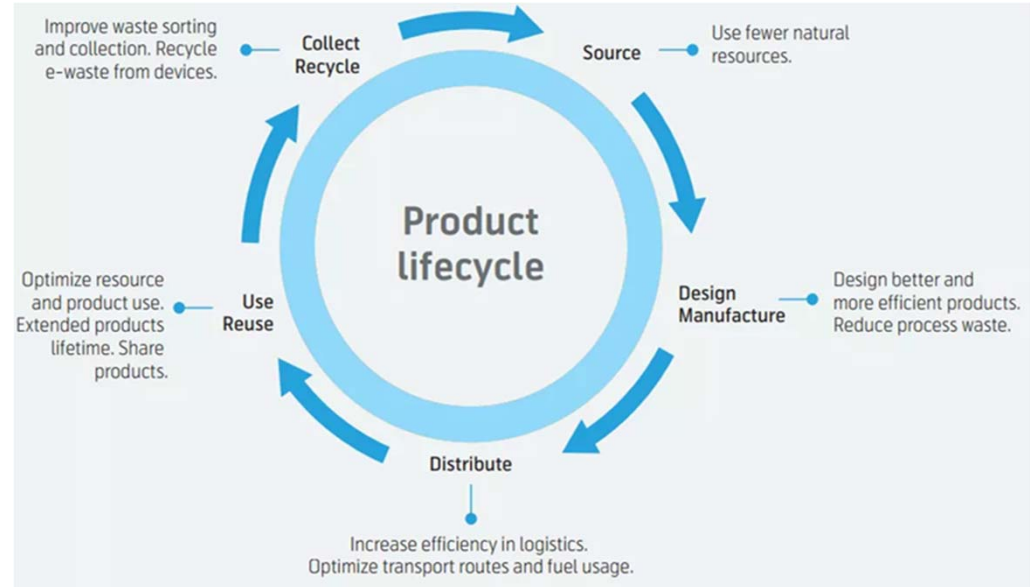 Improve waste sorting
and collection. Recycle
e-waste from devices.
Collect
Recycle
Source
Use fewer natural
resources.
Product
lifecycle
Design
Manufacture
Design better and
more efficient products.
Reduce process waste.
Distribute
Increase efficiency in logistics.
Optimize transport routes and fuel usage.
Use
Reuse
Optimize resource
and product use.
Extended products
lifetime. Share
products.